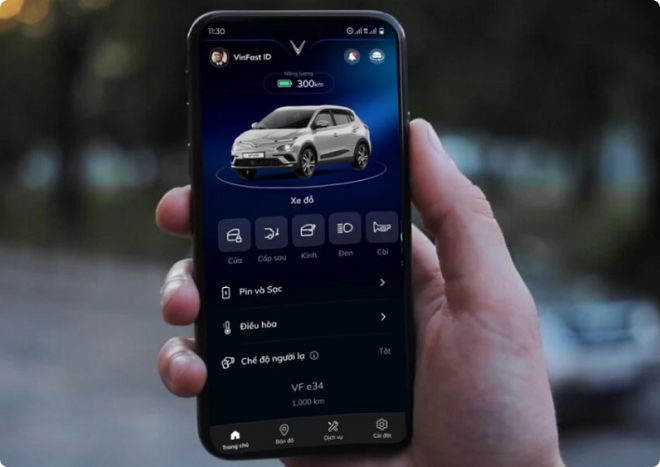 11:30
VinFast ID
Năng lượng
300km
Xe đỗ
Cửa
Cốp sau
Kính
Đèn
Còi
Pin và Sạc
Điều hòa
Chế độ người lạ
Tắt
VF e34
1,000 km
Trang chủ
Bản đồ
Dịch vụ
Cài đặt